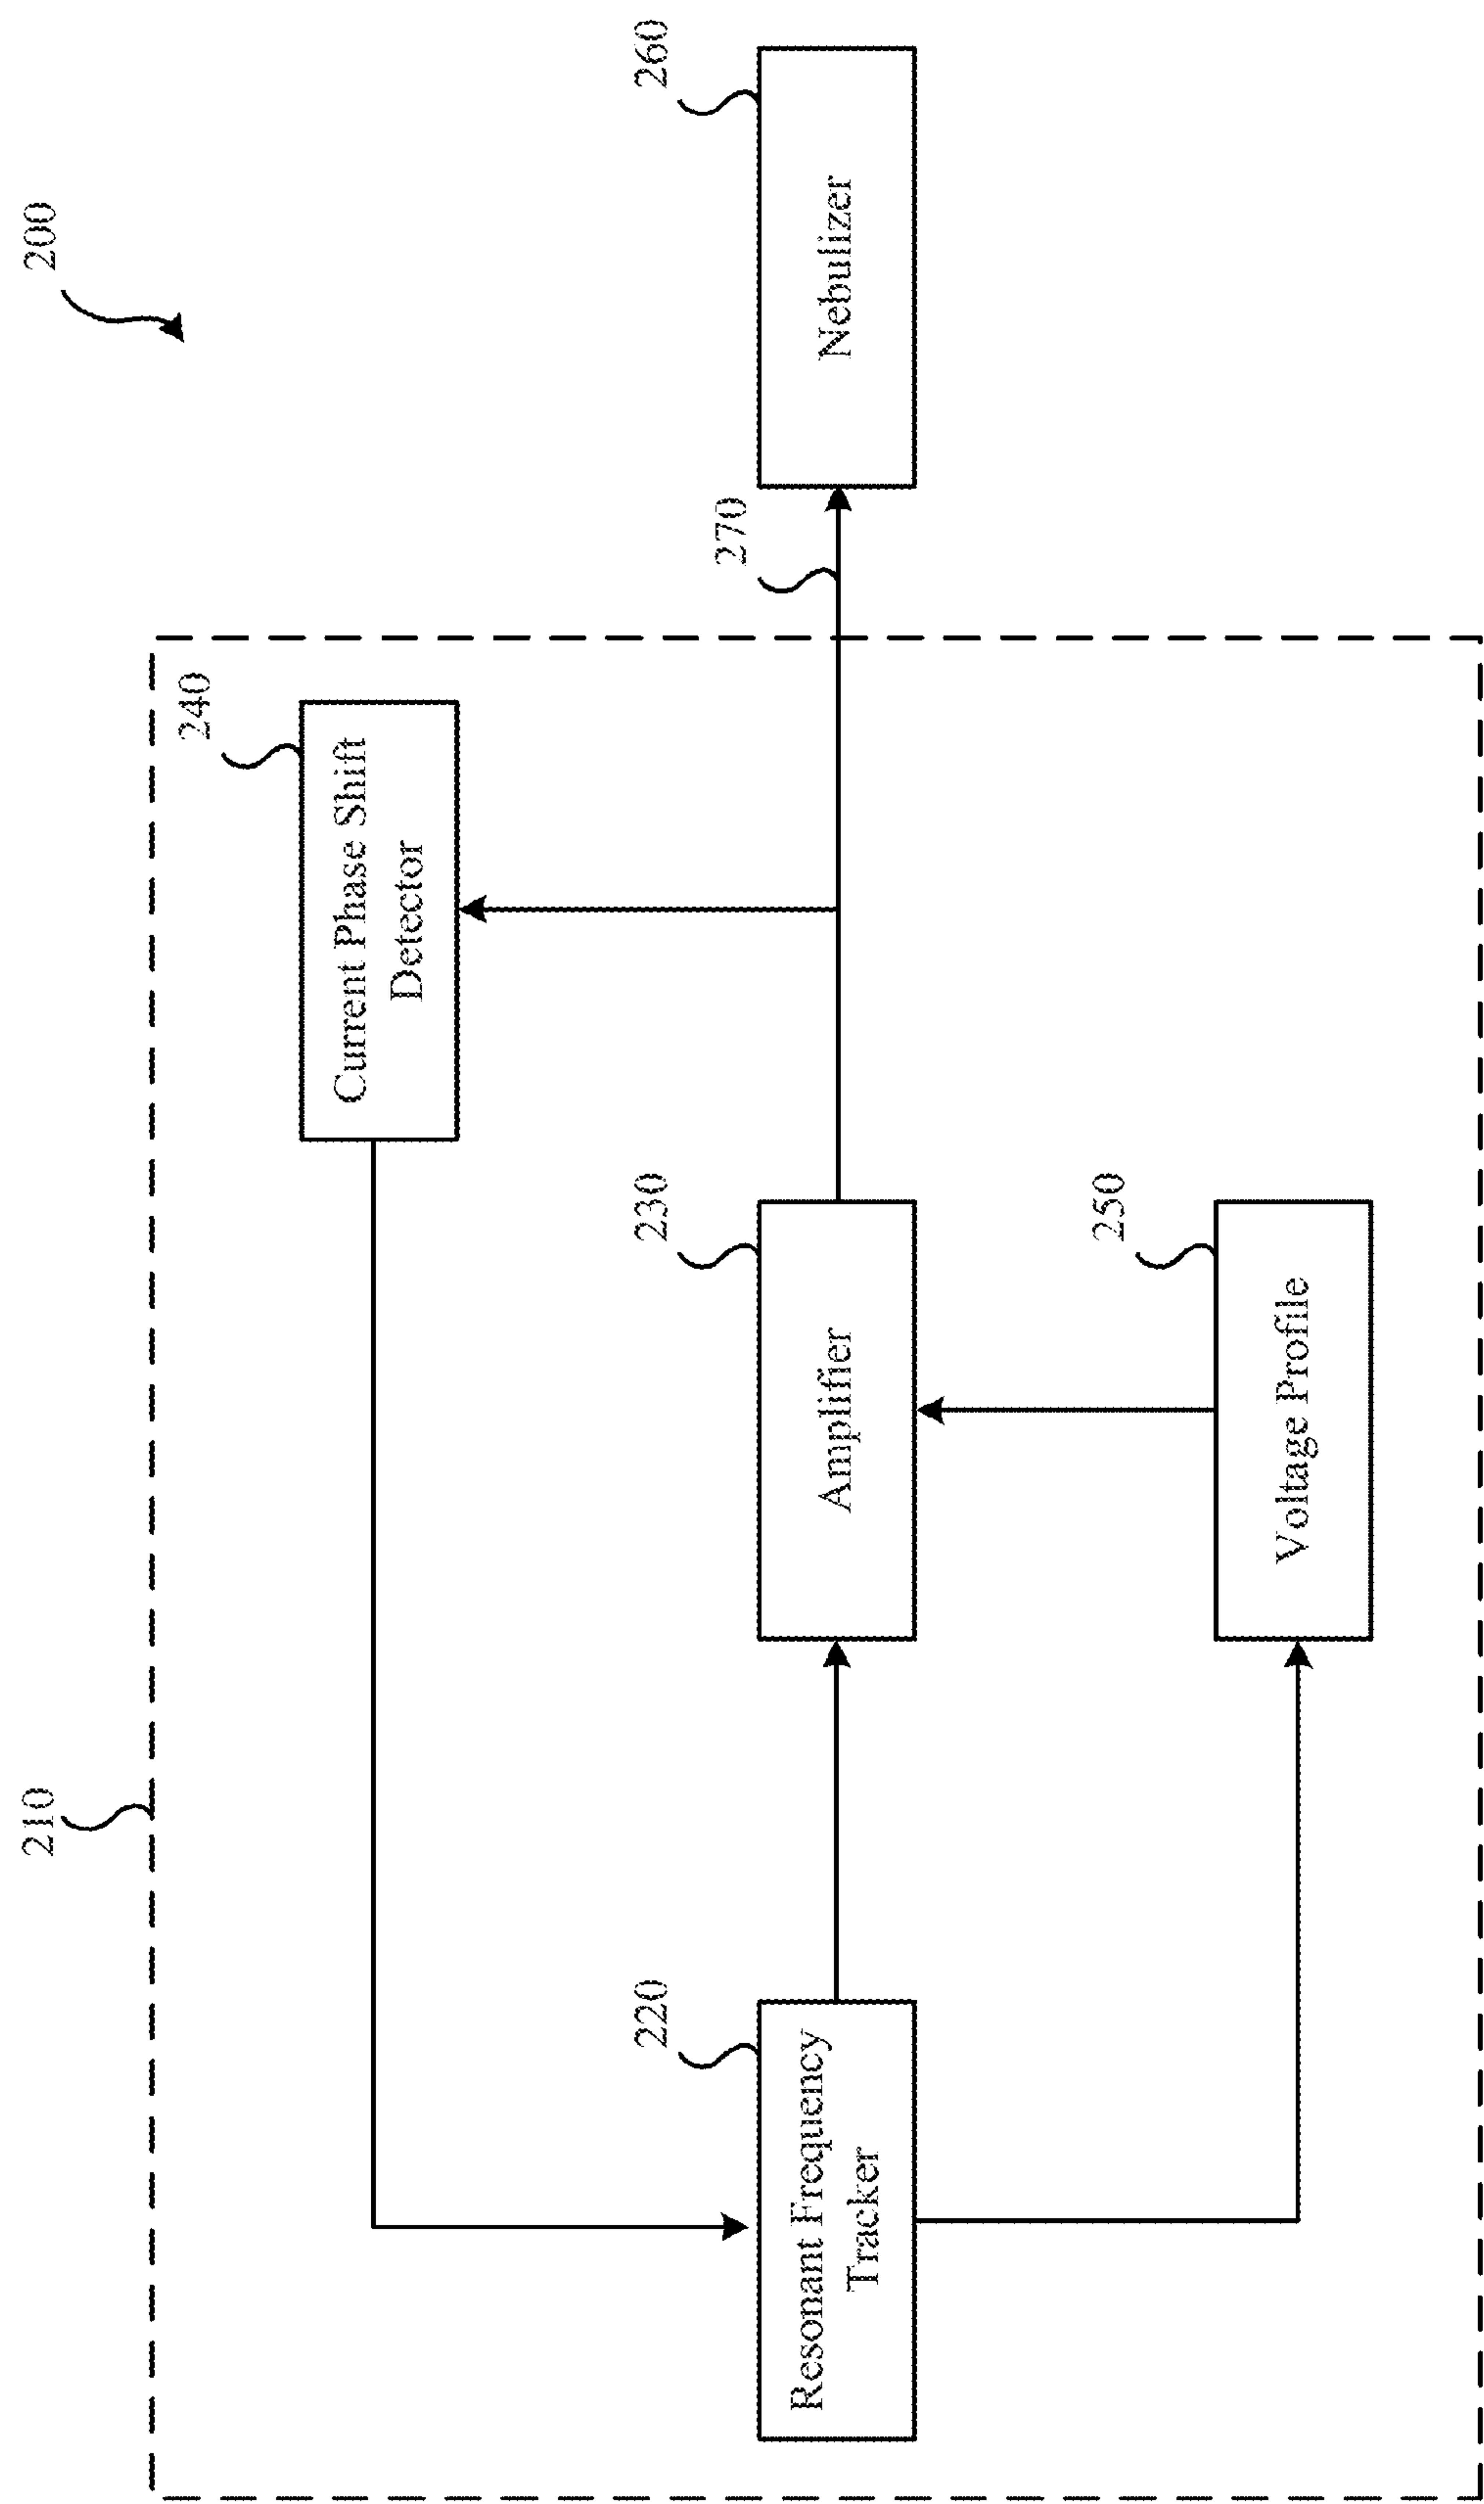 200
210
240
Current Phase Shift
Detector
220
230
260
Resonant Frequency
Tracker
Amplifier
270
Nebulizer
250
Voltage Profile